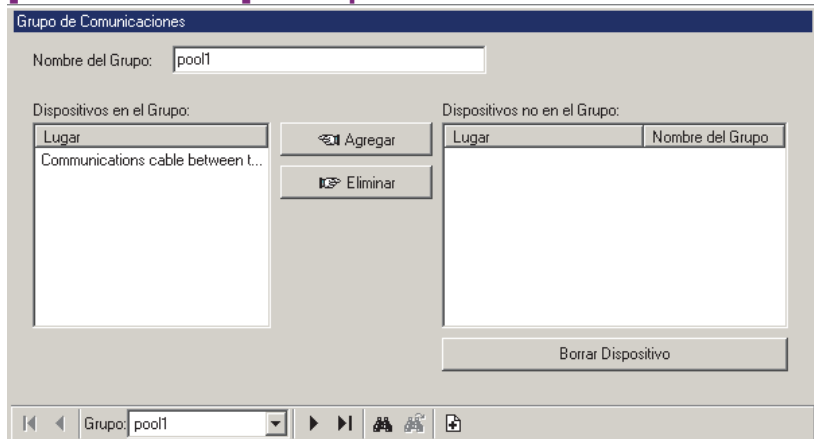 Grupo de Comunicaciones
Nombre del Grupo: pool1
Dispositivos en el Grupo:
Lugar
Communications cable between t...
Agregar
Eliminar
Dispositivos no en el Grupo:
Lugar Nombre del Grupo
Borrar Dispositivo
Grupo: pool1